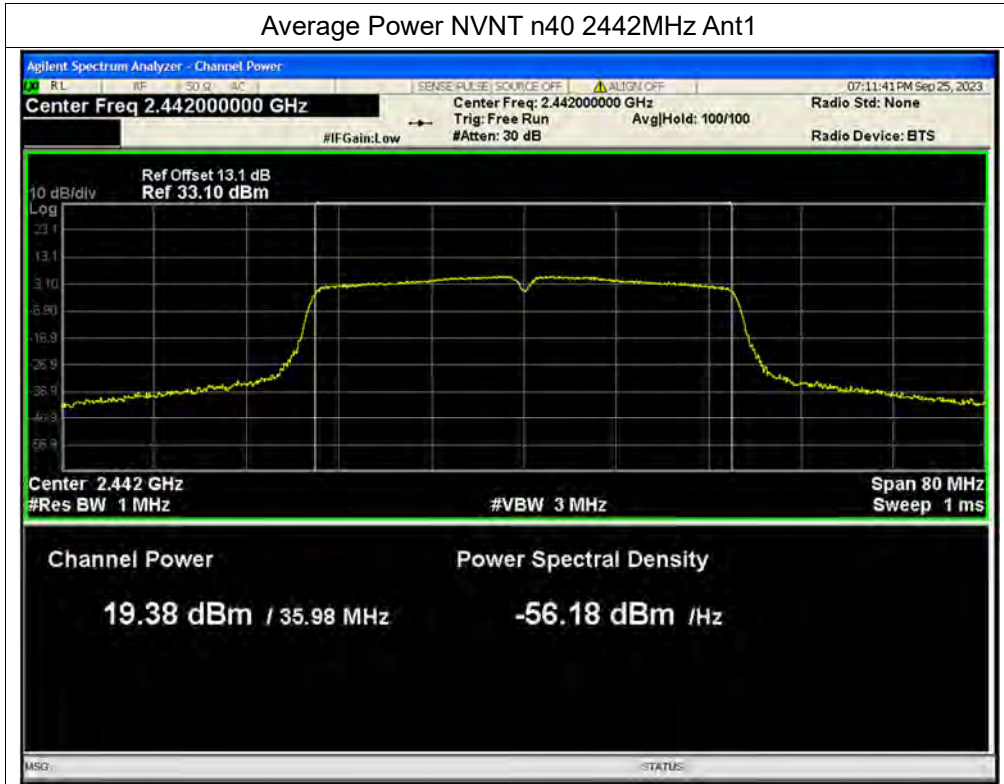 Average Power NVNT n40 2442MHz Ant1
Agilent Spectrum Analyzer - Channel Power
RL RF 50 Ω AC SENSE:PULSE SOURCE OFF ALIGN OFF 07:11:41 PM Sep 25, 2023
Center Freq 2.442000000 GHz Center Freq: 2.442000000 GHz Radio Std: None
Trig: Free Run Avg|Hold: 100/100
#IFGain:Low #Atten: 30 dB Radio Device: BTS
Ref Offset 13.1 dB
10 dB/div Ref 33.10 dBm
Log
23.1
13.1
3.10
-6.90
-16.9
-26.9
-36.9
-46.9
-56.9
Center 2.442 GHz Span 80 MHz
#Res BW 1 MHz #VBW 3 MHz Sweep 1 ms
Channel Power Power Spectral Density
19.38 dBm / 35.98 MHz -56.18 dBm /Hz
MSG STATUS